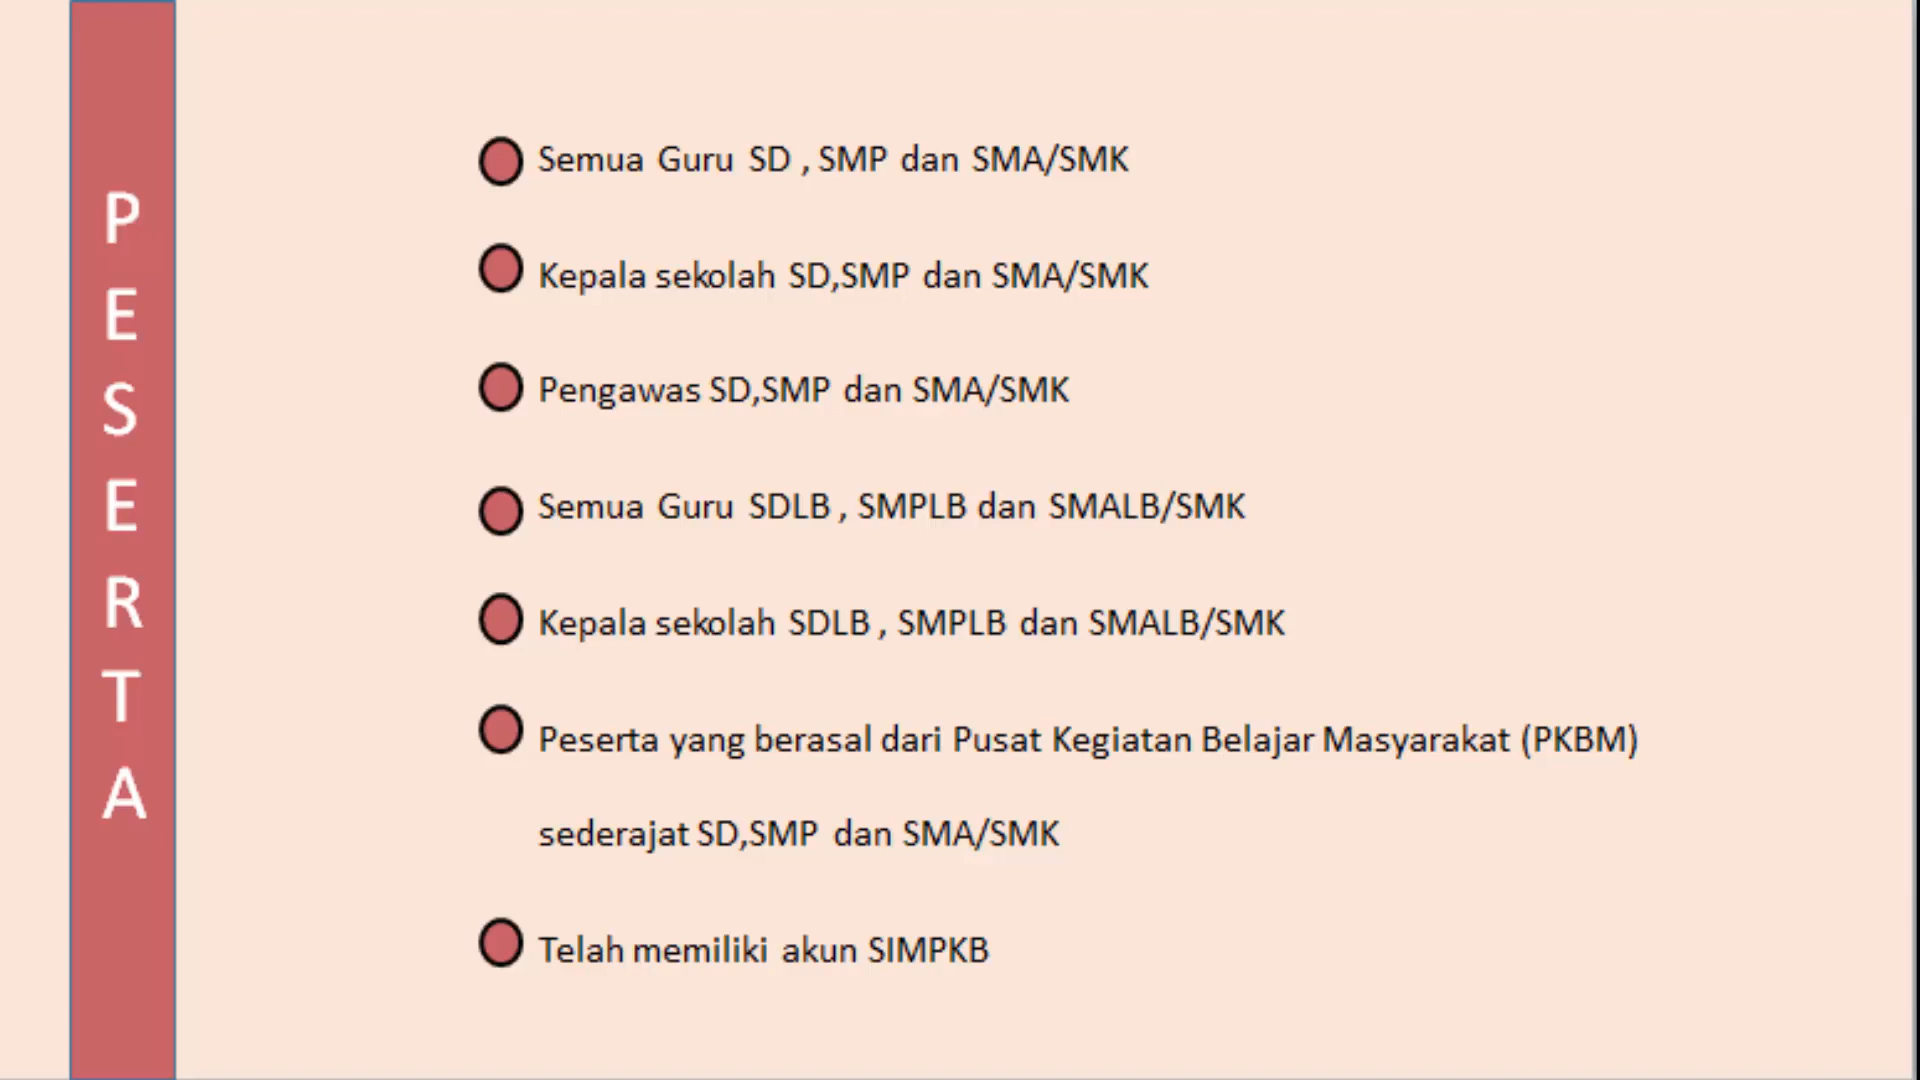 PESERTA
Semua Guru SD , SMP dan SMA/SMK
Kepala sekolah SD,SMP dan SMA/SMK
Pengawas SD,SMP dan SMA/SMK
Semua Guru SDLB , SMPLB dan SMALB/SMK
Kepala sekolah SDLB , SMPLB dan SMALB/SMK
Peserta yang berasal dari Pusat Kegiatan Belajar Masyarakat (PKBM)
sederajat SD,SMP dan SMA/SMK
Telah memiliki akun SIMPKB